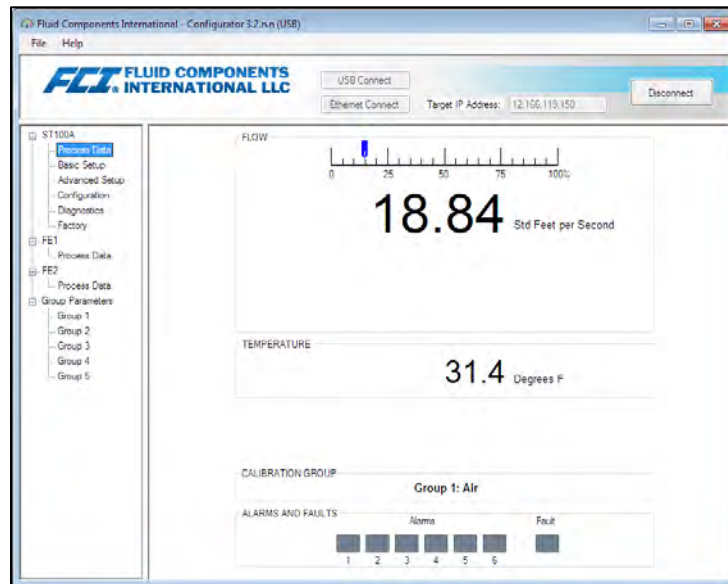 Fluid Components International - Configurator 3.2.n.n (USB)
File Help
FCI FLUID COMPONENTS
INTERNATIONAL LLC
USB Connect
Ethernet Connect Target IP Address: 12.166.119.150
Disconnect
ST100A
Process Data
Basic Setup
Advanced Setup
Configuration
Diagnostics
Factory
FE1
Process Data
FE2
Process Data
Group Parameters
Group 1
Group 2
Group 3
Group 4
Group 5
FLOW
0 25 50 75 100%
18.84 Std Feet per Second
TEMPERATURE
31.4 Degrees F
CALIBRATION GROUP
Group 1: Air
ALARMS AND FAULTS
Alarms Fault
1 2 3 4 5 6